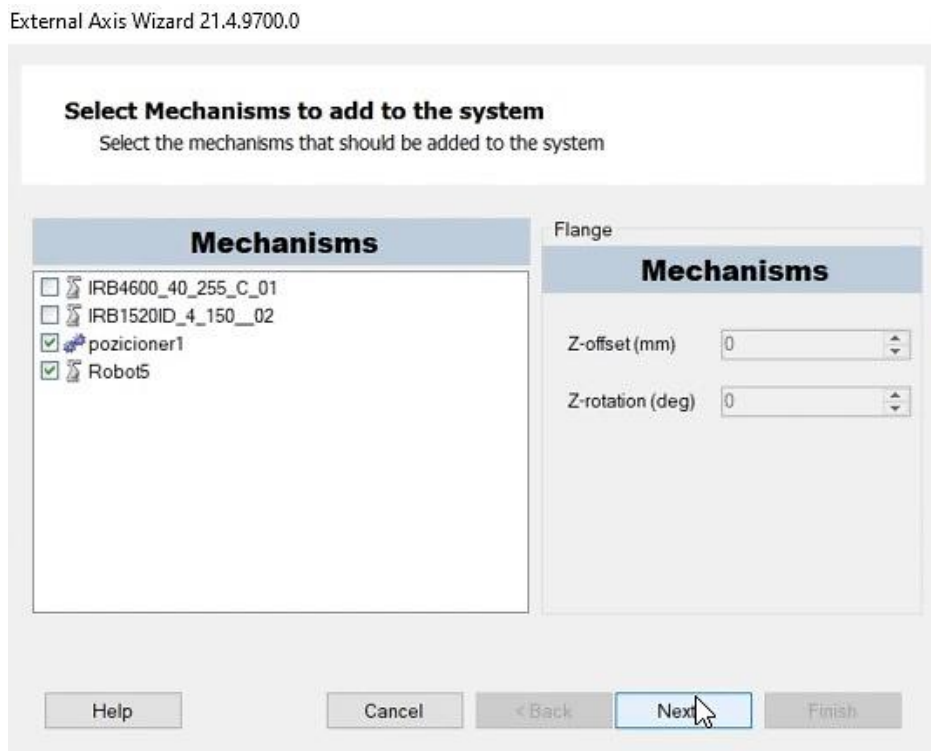 External Axis Wizard 21.4.9700.0
Select Mechanisms to add to the system
Select the mechanisms that should be added to the system
Mechanisms
IRB4600_40_255_C_01
IRB1520ID_4_150__02
pozicioner1
Robot5
Flange
Mechanisms
Z-offset (mm) 0
Z-rotation (deg) 0
Help Cancel < Back Next Finish